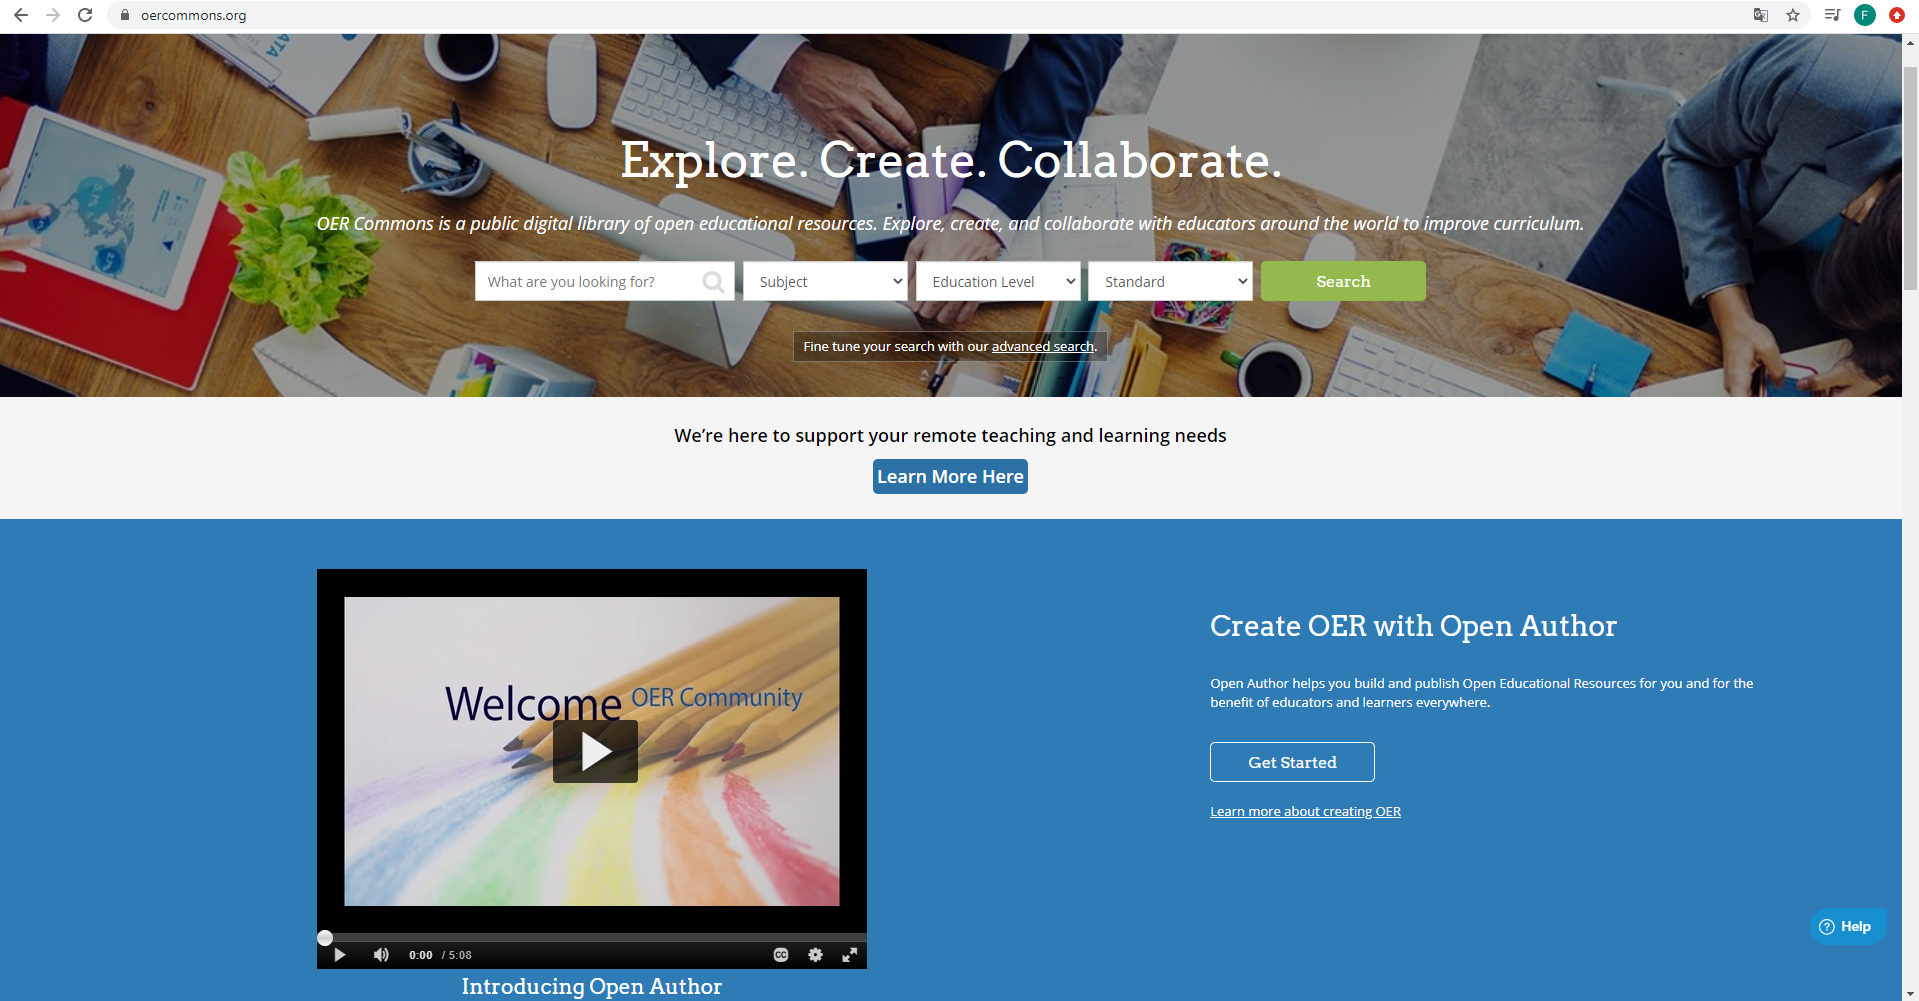 oercommons.org
F
ATA
Explore. Create. Collaborate.
OER Commons is a public digital library of open educational resources. Explore, create, and collaborate with educators around the world to improve curriculum.
What are you looking for? Subject Education Level Standard Search
Fine tune your search with our advanced search.
We’re here to support your remote teaching and learning needs
Learn More Here
Welcome OER Community
Create OER with Open Author
Open Author helps you build and publish Open Educational Resources for you and for the
benefit of educators and learners everywhere.
Get Started
Learn more about creating OER
Help
0:00 / 5:08 CC
Introducing Open Author